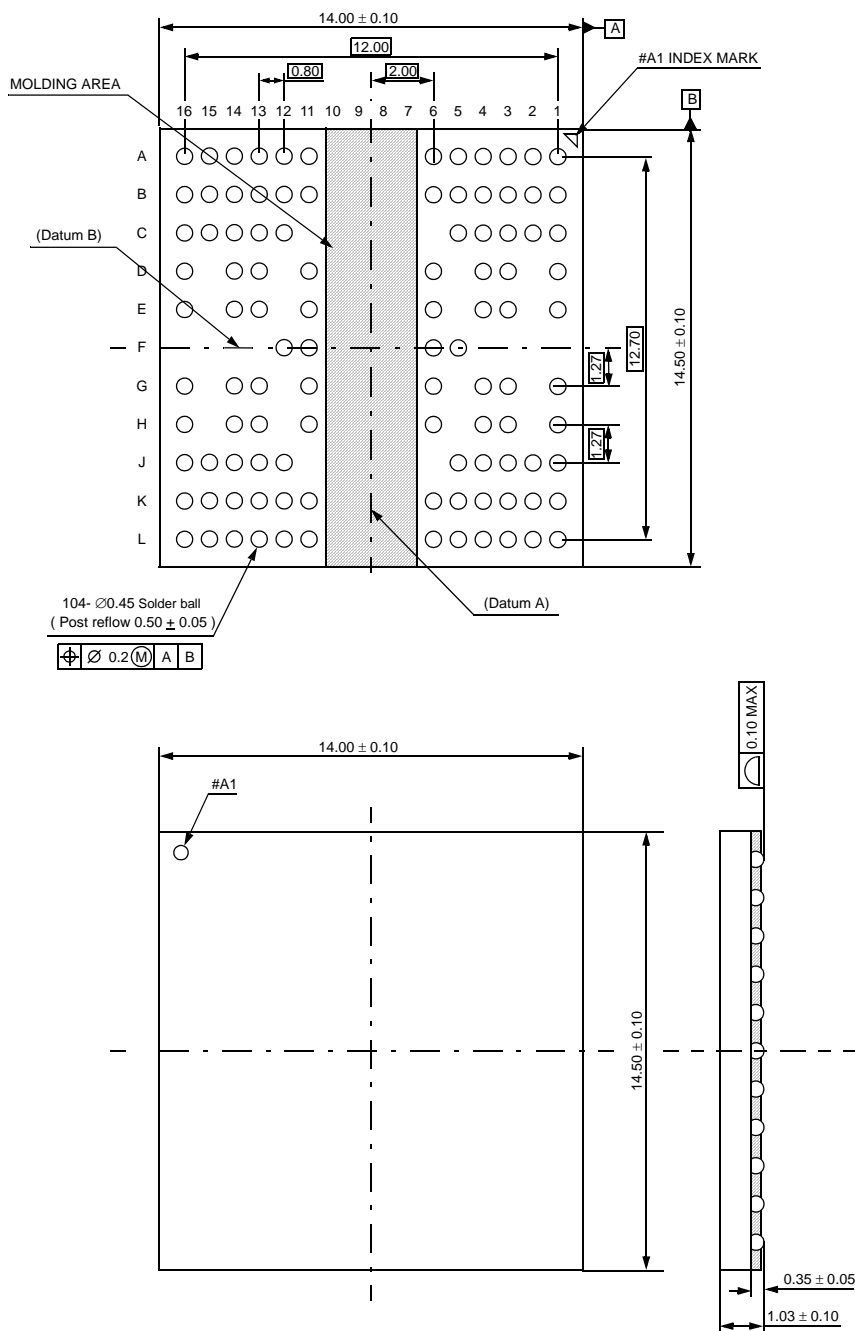 14.00 ± 0.10
A
12.00
#A1 INDEX MARK
0.80
2.00
MOLDING AREA
B
16 15 14 13 12 11 10 9 8 7 6 5 4 3 2 1
A
B
C
(Datum B)
D
E
F
G
H
J
K
L
12.70
14.50 ± 0.10
1.27
1.27
104- ∅0.45 Solder ball
( Post reflow 0.50 ± 0.05 )
(Datum A)
⌖ ∅ 0.2 Ⓜ A B
0.10 MAX
14.00 ± 0.10
#A1
14.50 ± 0.10
0.35 ± 0.05
1.03 ± 0.10